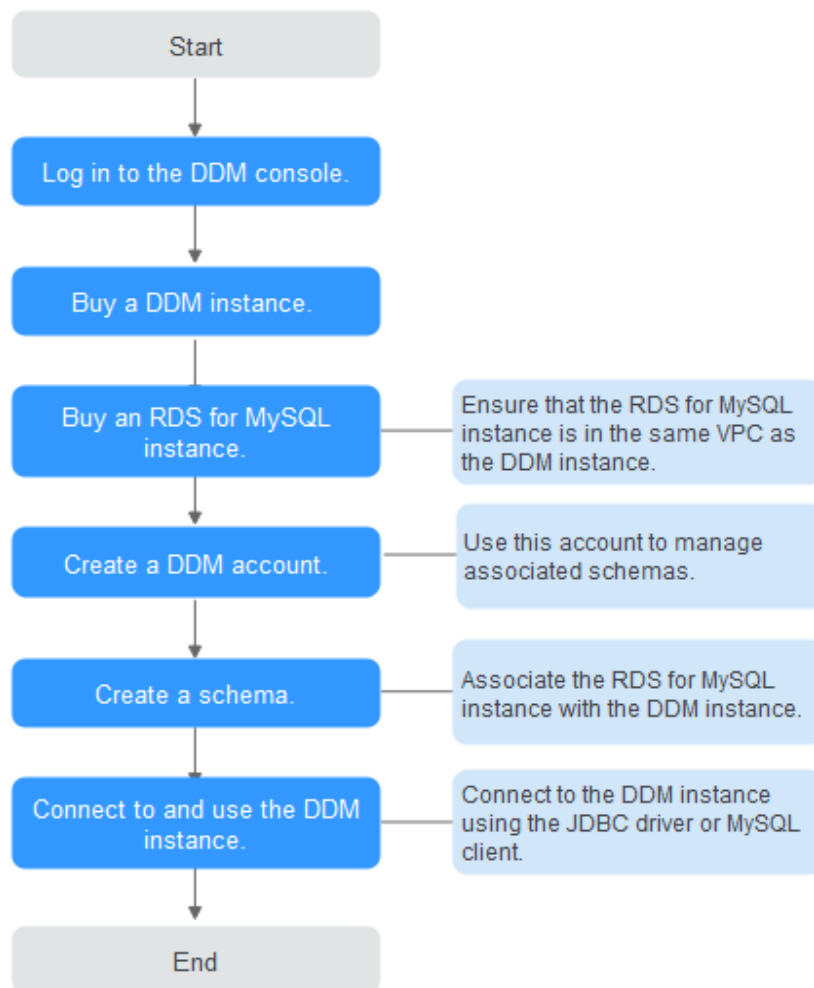 Start
Log in to the DDM console.
Buy a DDM instance.
Buy an RDS for MySQL
instance.
Ensure that the RDS for MySQL
instance is in the same VPC as
the DDM instance.
Create a DDM account.
Use this account to manage
associated schemas.
Create a schema.
Associate the RDS for MySQL
instance with the DDM instance.
Connect to and use the DDM
instance.
Connect to the DDM instance
using the JDBC driver or MySQL
client.
End